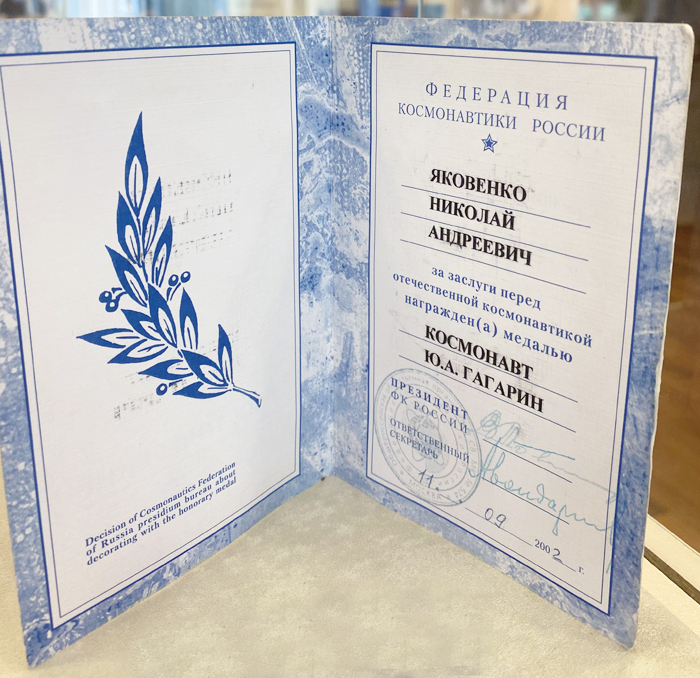 Decision of Cosmonautics Federation
of Russia presidium bureau about
decorating with the honorary medal
ФЕДЕРАЦИЯ
КОСМОНАВТИКИ РОССИИ
ЯКОВЕНКО
НИКОЛАЙ
АНДРЕЕВИЧ
за заслуги перед
отечественной космонавтикой
награжден(а) медалью
КОСМОНАВТ
Ю.А. ГАГАРИН
ПРЕЗИДЕНТ
ФК РОССИИ
ОТВЕТСТВЕННЫЙ
СЕКРЕТАРЬ
11 09 2002 г.